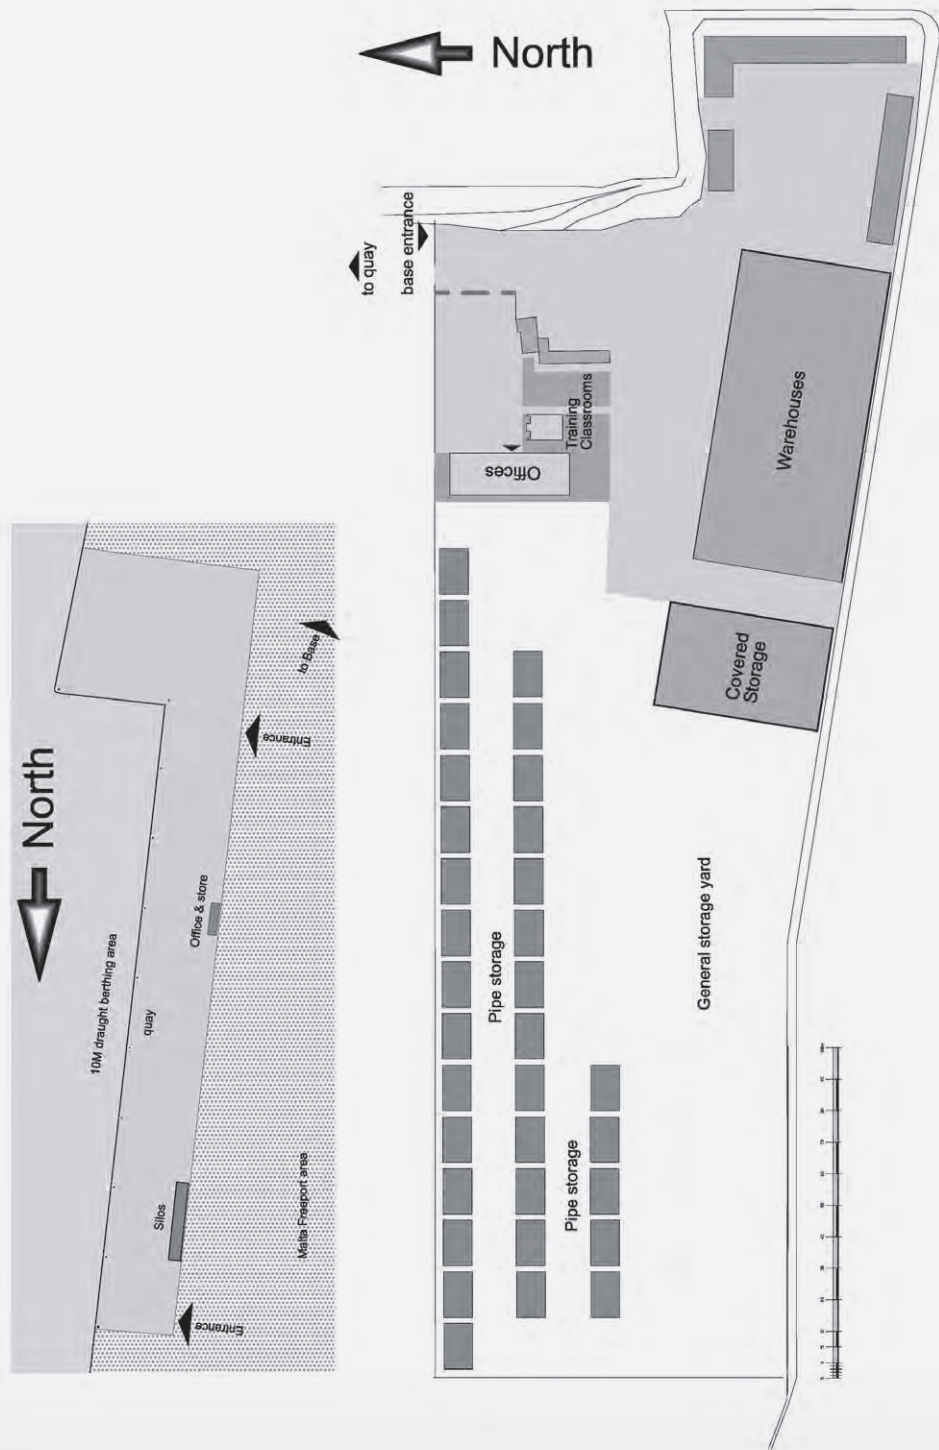 North
to quay
base entrance
Training
Classrooms
Offices
Warehouses
Covered
Storage
Pipe storage
General storage yard
Pipe storage
North
to Base
Entrance
Office & store
10M draught berthing area
quay
Silos
Malta Freeport area
Entrance